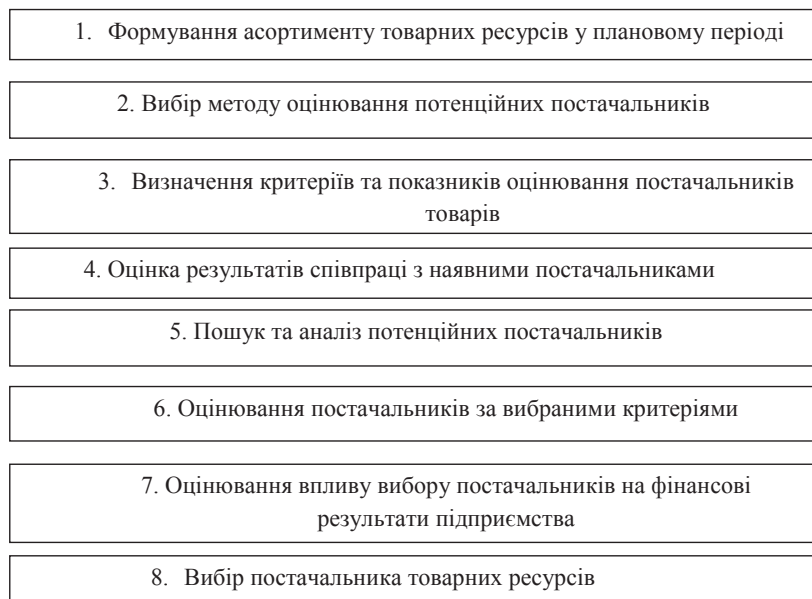 1. Формування асортименту товарних ресурсів у плановому періоді
2. Вибір методу оцінювання потенційних постачальників
3. Визначення критеріїв та показників оцінювання постачальників
товарів
4. Оцінка результатів співпраці з наявними постачальниками
5. Пошук та аналіз потенційних постачальників
6. Оцінювання постачальників за вибраними критеріями
7. Оцінювання впливу вибору постачальників на фінансові
результати підприємства
8. Вибір постачальника товарних ресурсів